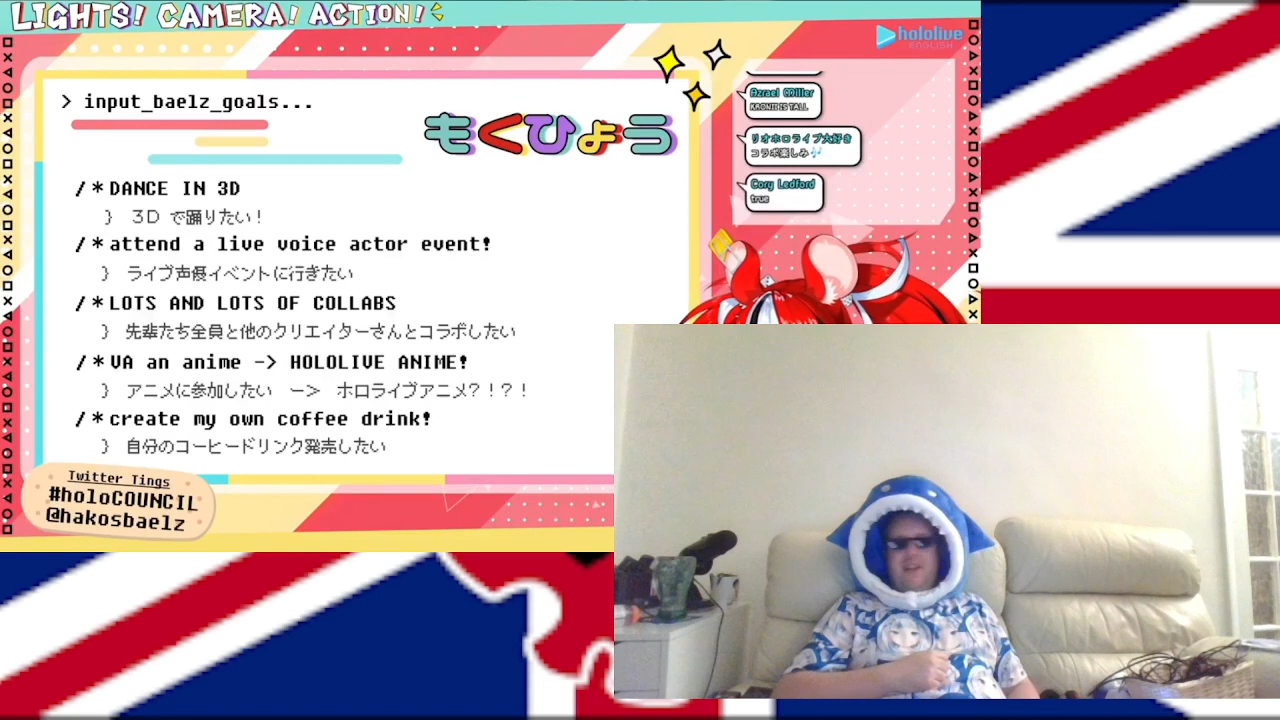 LIGHTS! CAMERA! ACTION!
hololive
ENGLISH
> input_baelz_goals...
もくひょう
/*DANCE IN 3D
} 3D で踊りたい!
/*attend a live voice actor event!
} ライブ声優イベントに行きたい
/*LOTS AND LOTS OF COLLABS
} 先輩たち全員と他のクリエイターさんとコラボしたい
/*VA an anime -> HOLOLIVE ANIME!
} アニメに参加したい ー> ホロライブアニメ?!?!
/*create my own coffee drink!
} 自分のコーヒードリンク発売したい
Azrael Miller
KRONII IS TALL
リオホロライブ大好き
コラボ楽しみ🎶
Cory Ledford
true
Twitter Tings
#holoCOUNCIL
@hakosbaelz